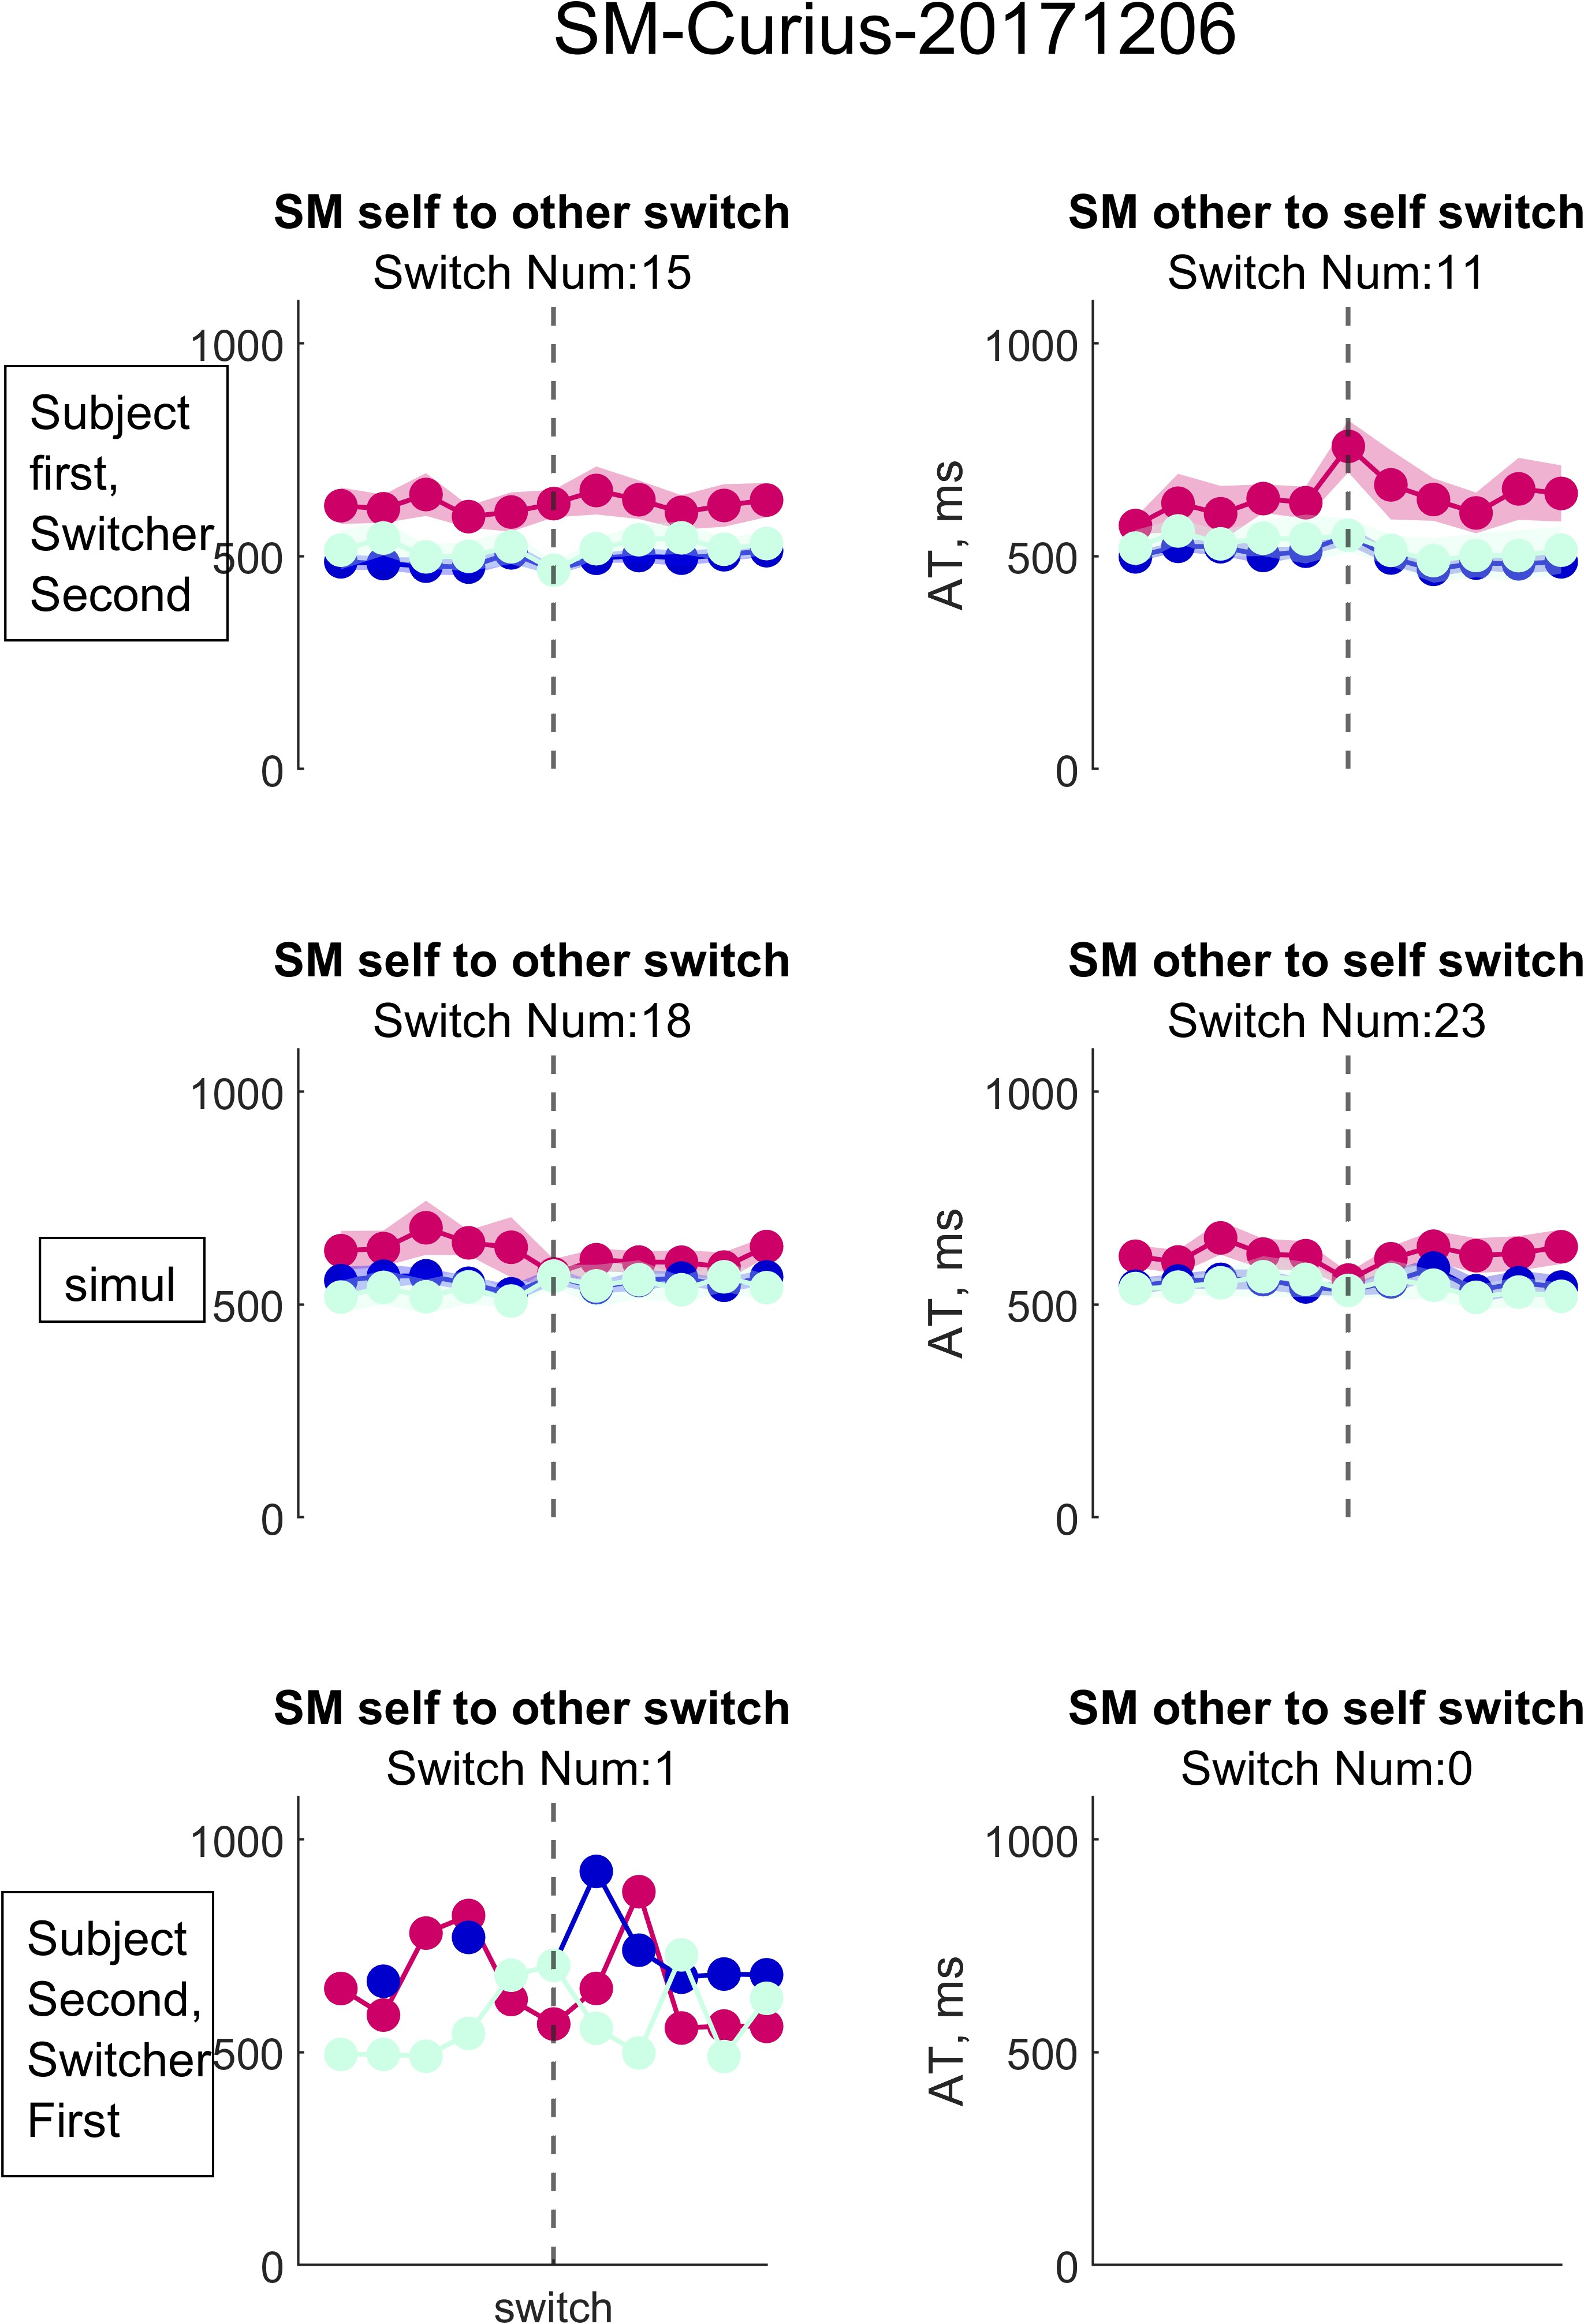 SM-Curius-20171206
SM self to other switch
Switch Num:15
1000
500
0
Subject
first,
Switcher
Second
SM other to self switch
Switch Num:11
AT, ms
1000
500
0
SM self to other switch
Switch Num:18
1000
500
0
simul
SM other to self switch
Switch Num:23
AT, ms
1000
500
0
SM self to other switch
Switch Num:1
1000
500
0
switch
Subject
Second,
Switcher
First
SM other to self switch
Switch Num:0
AT, ms
1000
500
0